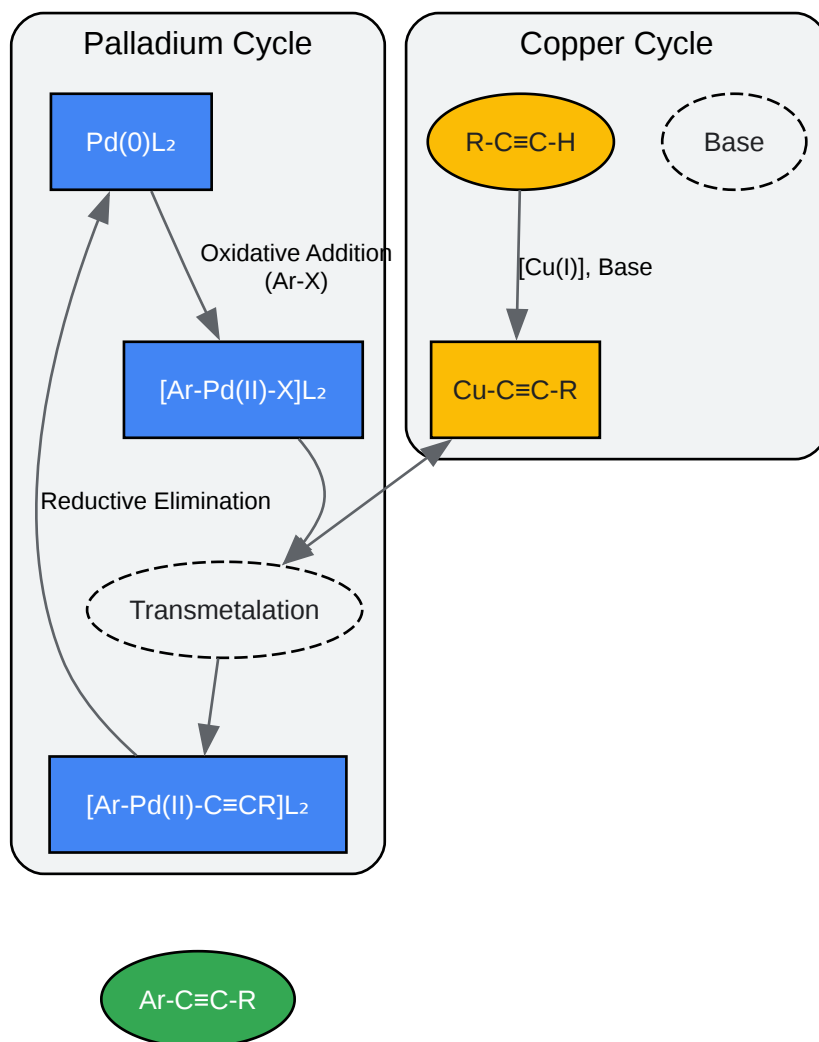 Palladium Cycle
Pd(0)L₂
Oxidative Addition
(Ar-X)
[Ar-Pd(II)-X]L₂
Reductive Elimination
Transmetalation
[Ar-Pd(II)-C≡CR]L₂
Copper Cycle
R-C≡C-H
Base
[Cu(I)], Base
Cu-C≡C-R
Ar-C≡C-R